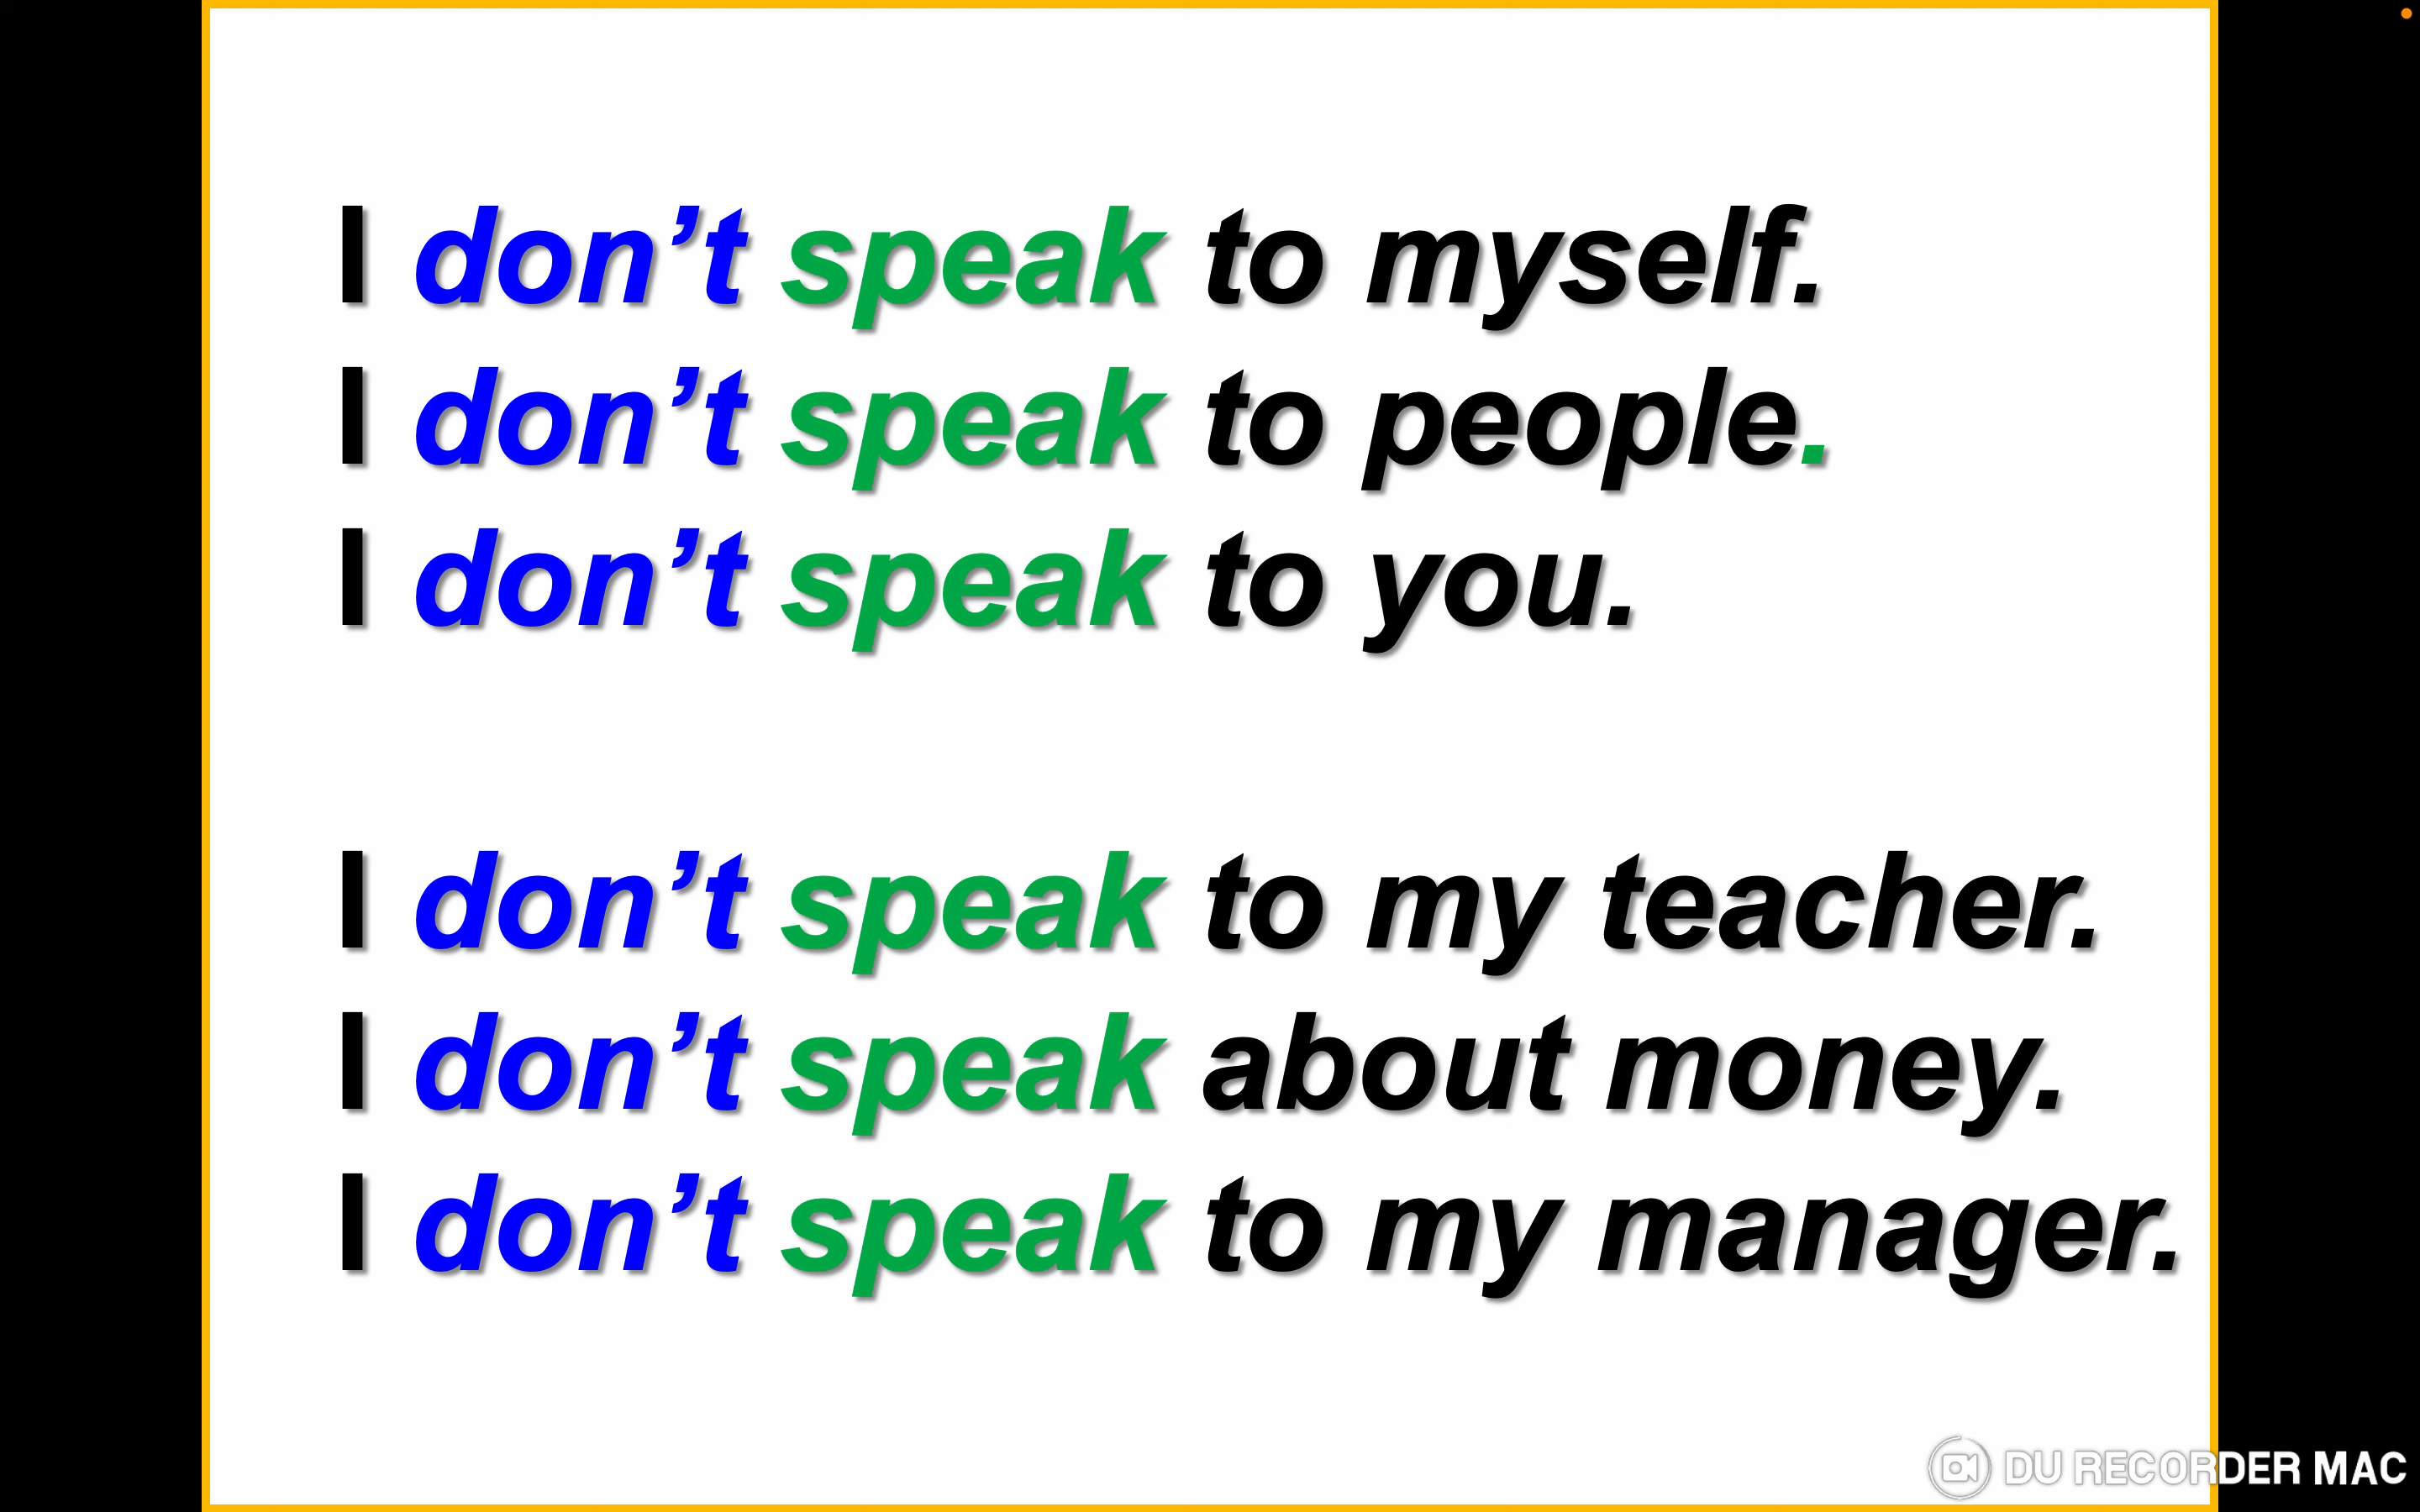 I don’t speak to myself.
I don’t speak to people.
I don’t speak to you.
I don’t speak to my teacher.
I don’t speak about money.
I don’t speak to my manager.
DU RECORDER MAC